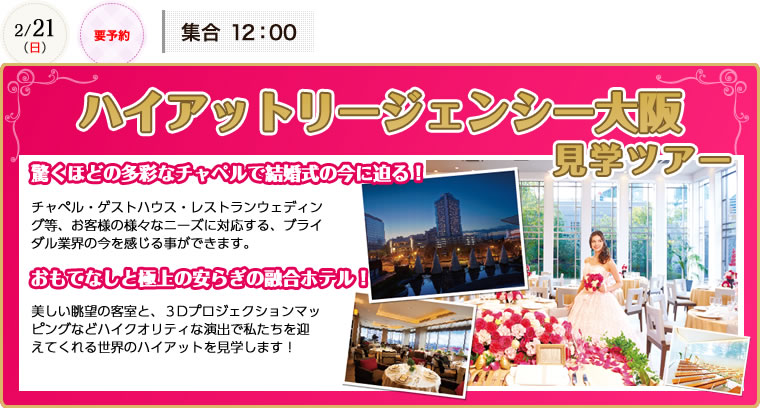 2/21
（日）
要予約
集合 12：00
ハイアットリージェンシー大阪
見学ツアー
驚くほどの多彩なチャペルで結婚式の今に迫る！
チャペル・ゲストハウス・レストランウェディン
グ等、お客様の様々なニーズに対応する、ブライ
ダル業界の今を感じる事ができます。
おもてなしと極上の安らぎの融合ホテル！
美しい眺望の客室と、３Ｄプロジェクションマッ
ピングなどハイクオリティな演出で私たちを迎
えてくれる世界のハイアットを見学します！